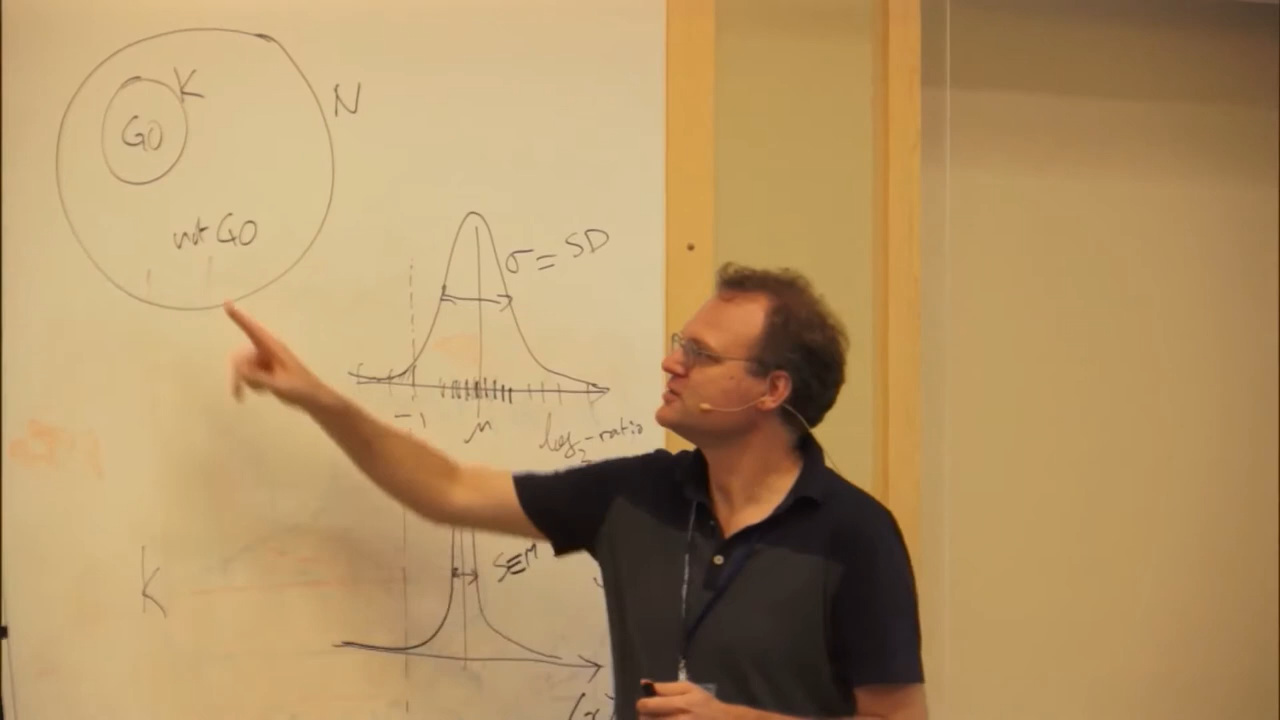 K
N
GO
not GO
σ = SD
-1
μ
log2-ratio
SEM
k